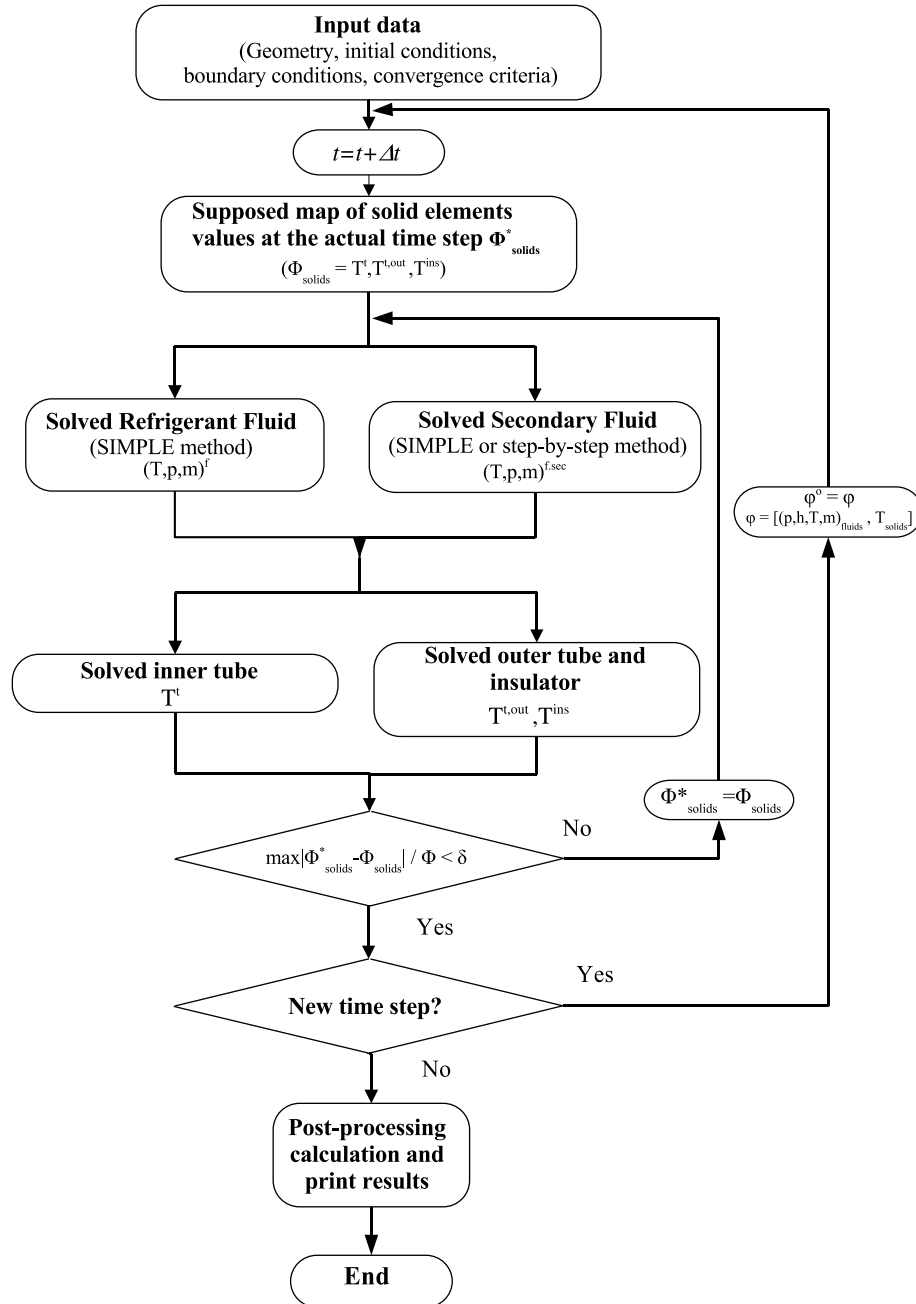 Input data
(Geometry, initial conditions,
boundary conditions, convergence criteria)
t=t+Δt
Supposed map of solid elements
values at the actual time step Φ*solids
(Φsolids = Tt,Tt,out ,Tins)
Solved Refrigerant Fluid
(SIMPLE method)
(T,p,m)f
Solved Secondary Fluid
(SIMPLE or step-by-step method)
(T,p,m)f.sec
φo = φ
φ = [(p,h,T,m)fluids , Tsolids]
Solved inner tube
Tt
Solved outer tube and
insulator
Tt,out ,Tins
Φ*solids =Φsolids
No
max|Φ*solids-Φsolids| / Φ < δ
Yes
Yes
New time step?
No
Post-processing
calculation and
print results
End